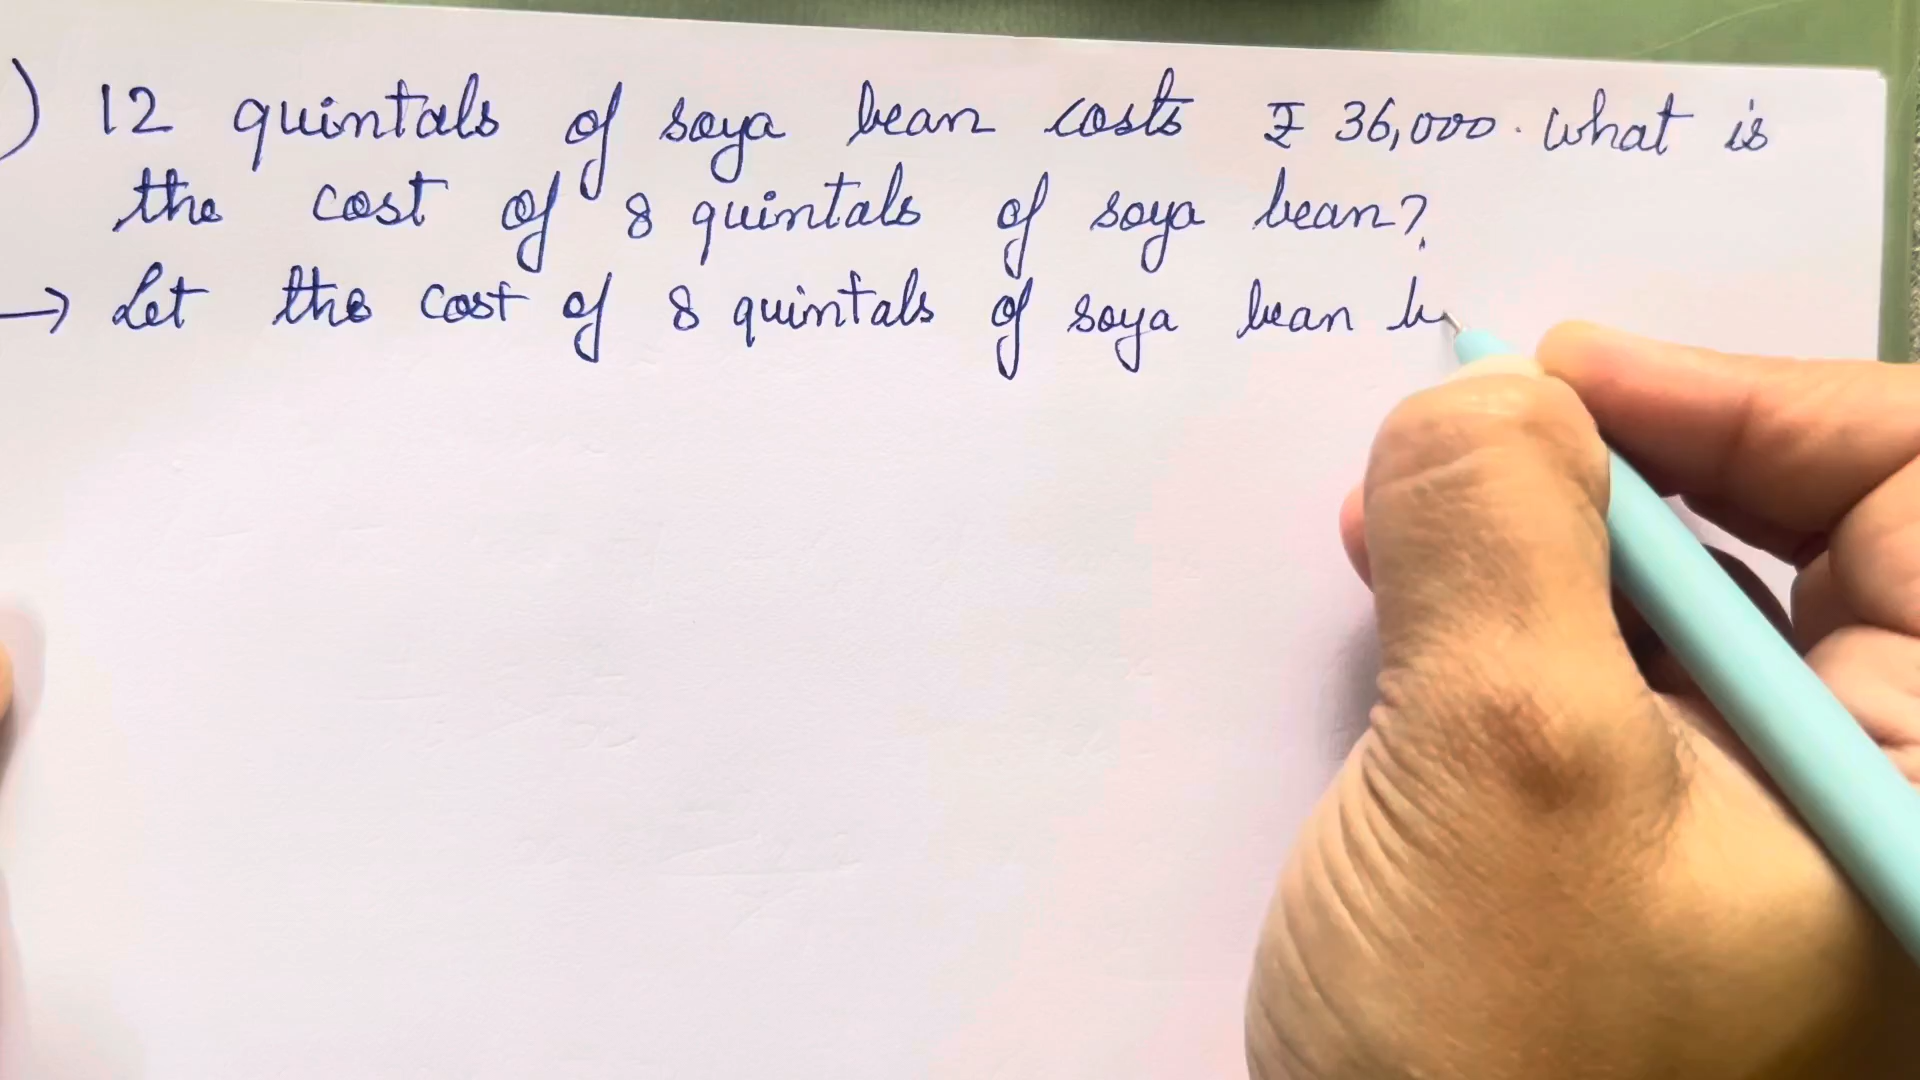 ) 12 quintals of soya bean costs ₹ 36,000. What is
the cost of 8 quintals of soya bean?
→ Let the cost of 8 quintals of soya bean